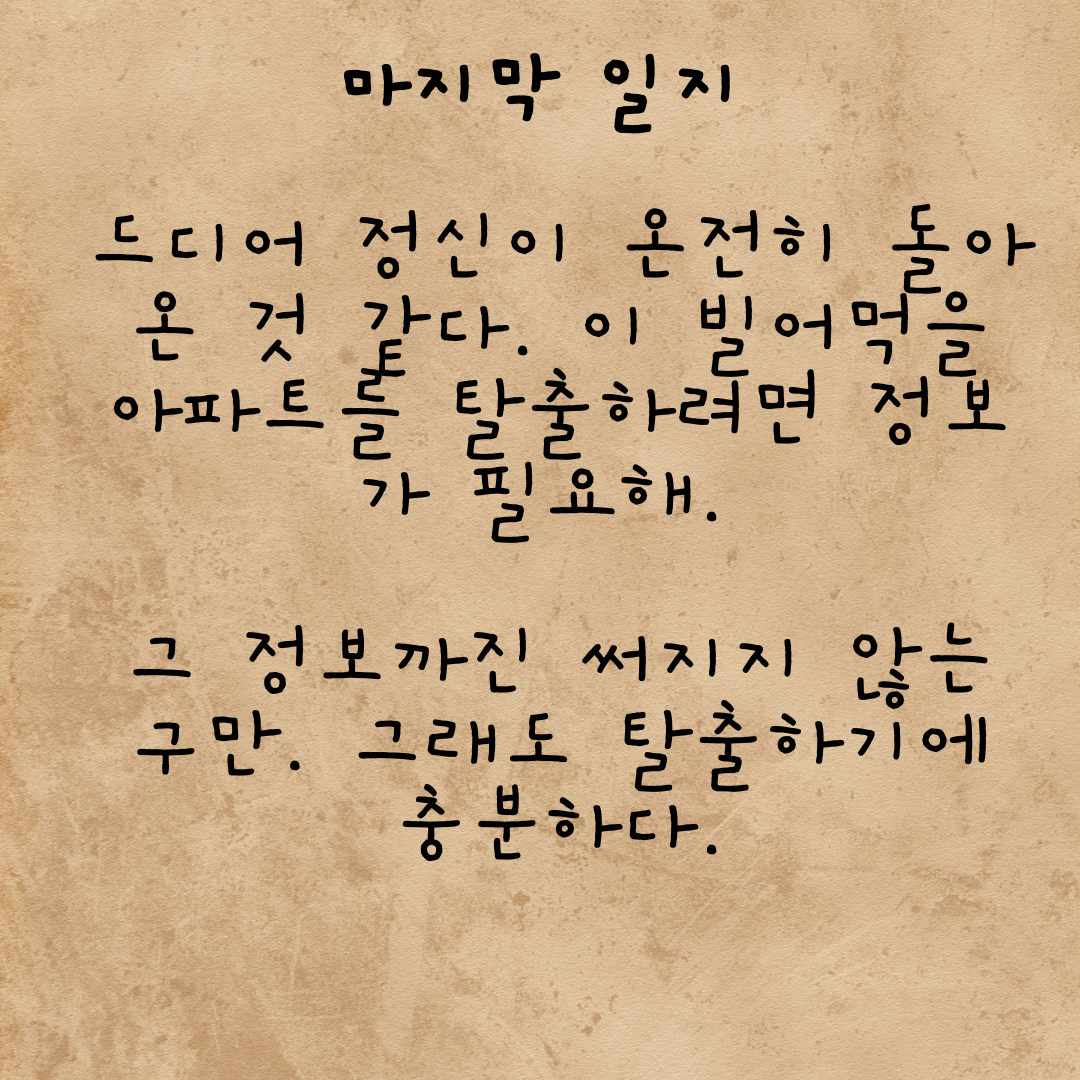 마지막 일지
드디어 정신이 온전히 돌아
온 것 같다. 이 빌어먹을
아파트를 탈출하려면 정보
가 필요해.
그 정보까진 써지지 않는
구만. 그래도 탈출하기에
충분하다.